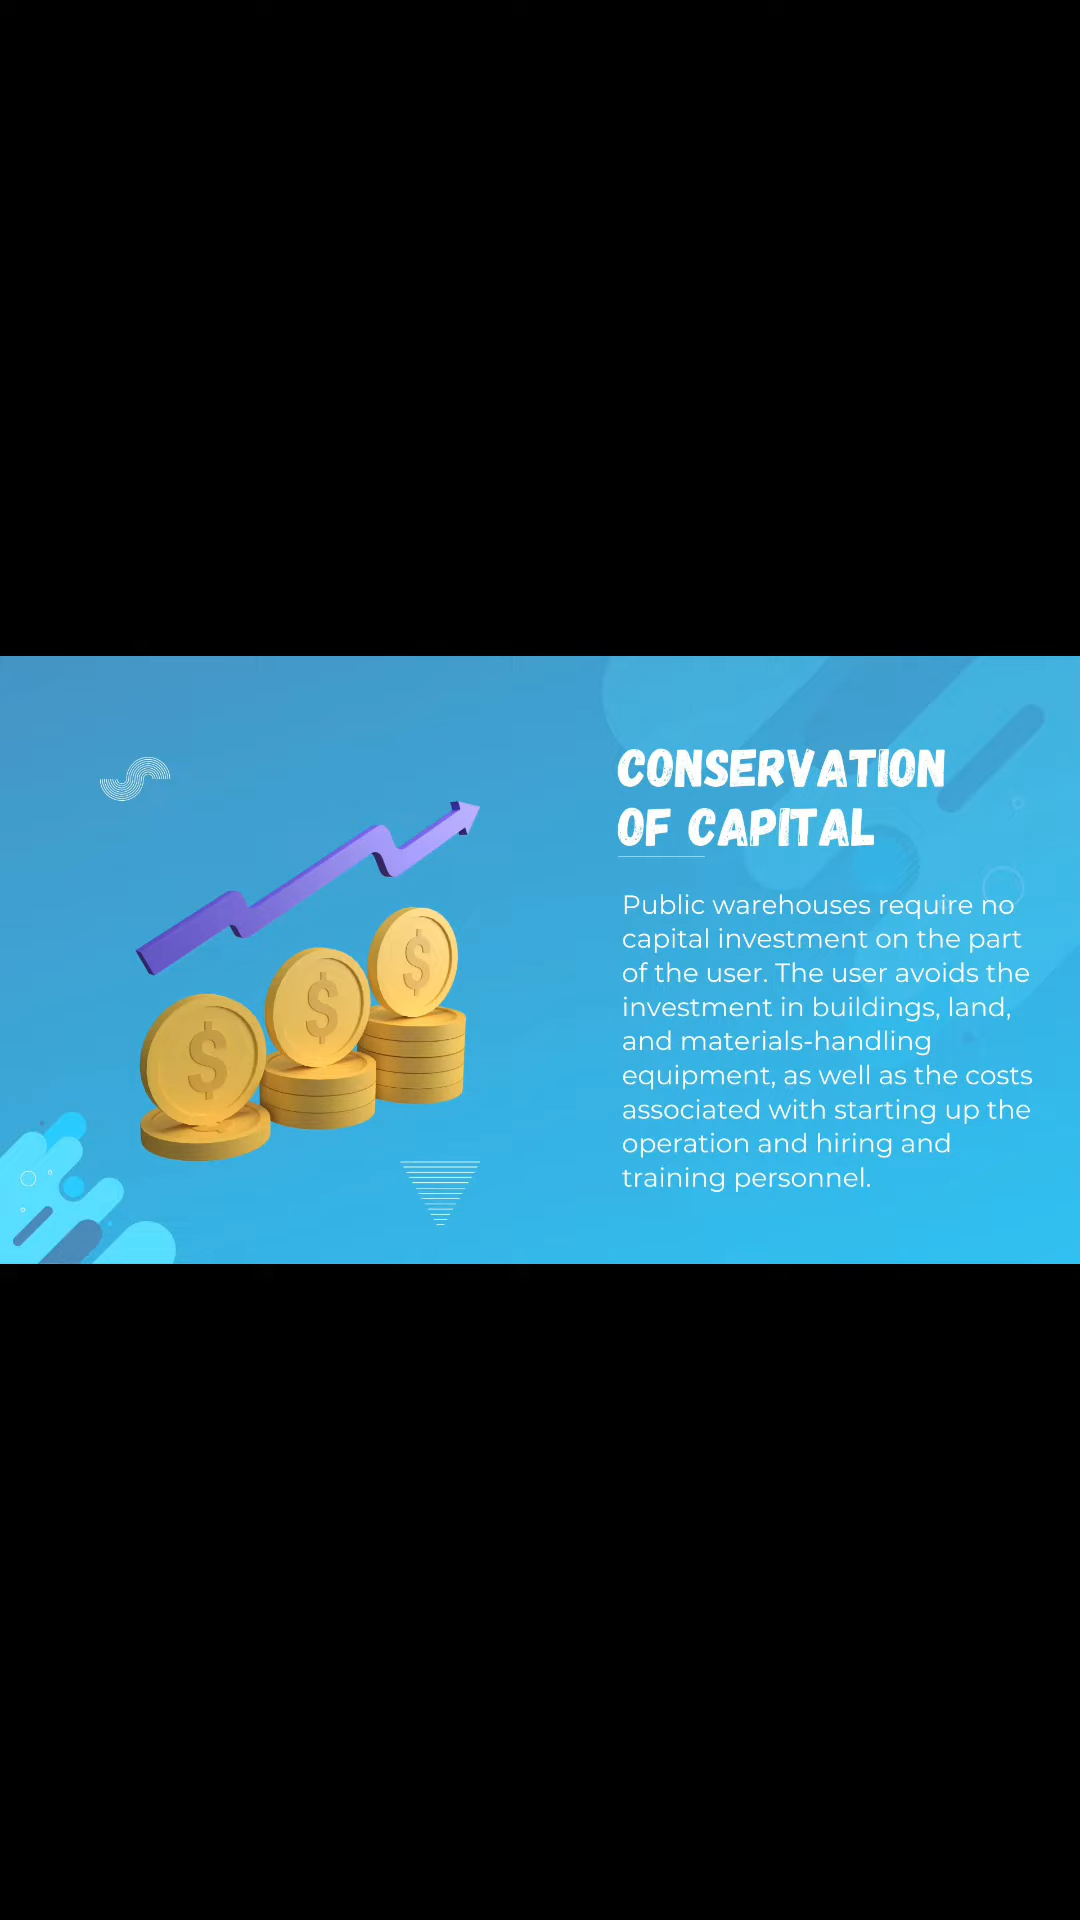 CONSERVATION
OF CAPITAL
Public warehouses require no
capital investment on the part
of the user. The user avoids the
investment in buildings, land,
and materials-handling
equipment, as well as the costs
associated with starting up the
operation and hiring and
training personnel.
$
$
$